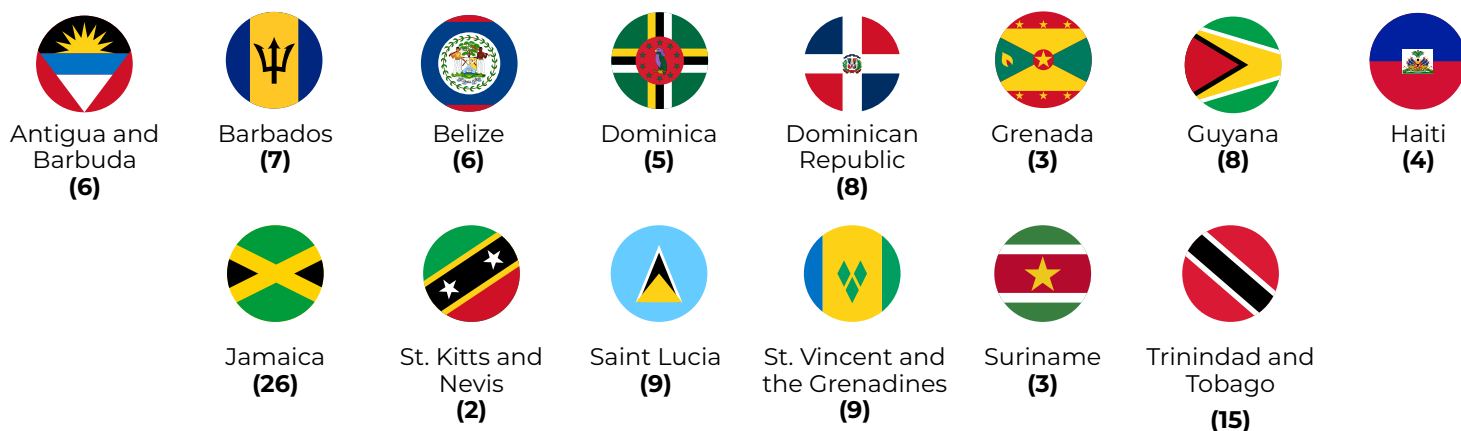 Antigua and
Barbuda
(6)
Barbados
(7)
Belize
(6)
Dominica
(5)
Dominican
Republic
(8)
Grenada
(3)
Guyana
(8)
Haiti
(4)
Jamaica
(26)
St. Kitts and
Nevis
(2)
Saint Lucia
(9)
St. Vincent and
the Grenadines
(9)
Suriname
(3)
Trinindad and
Tobago
(15)